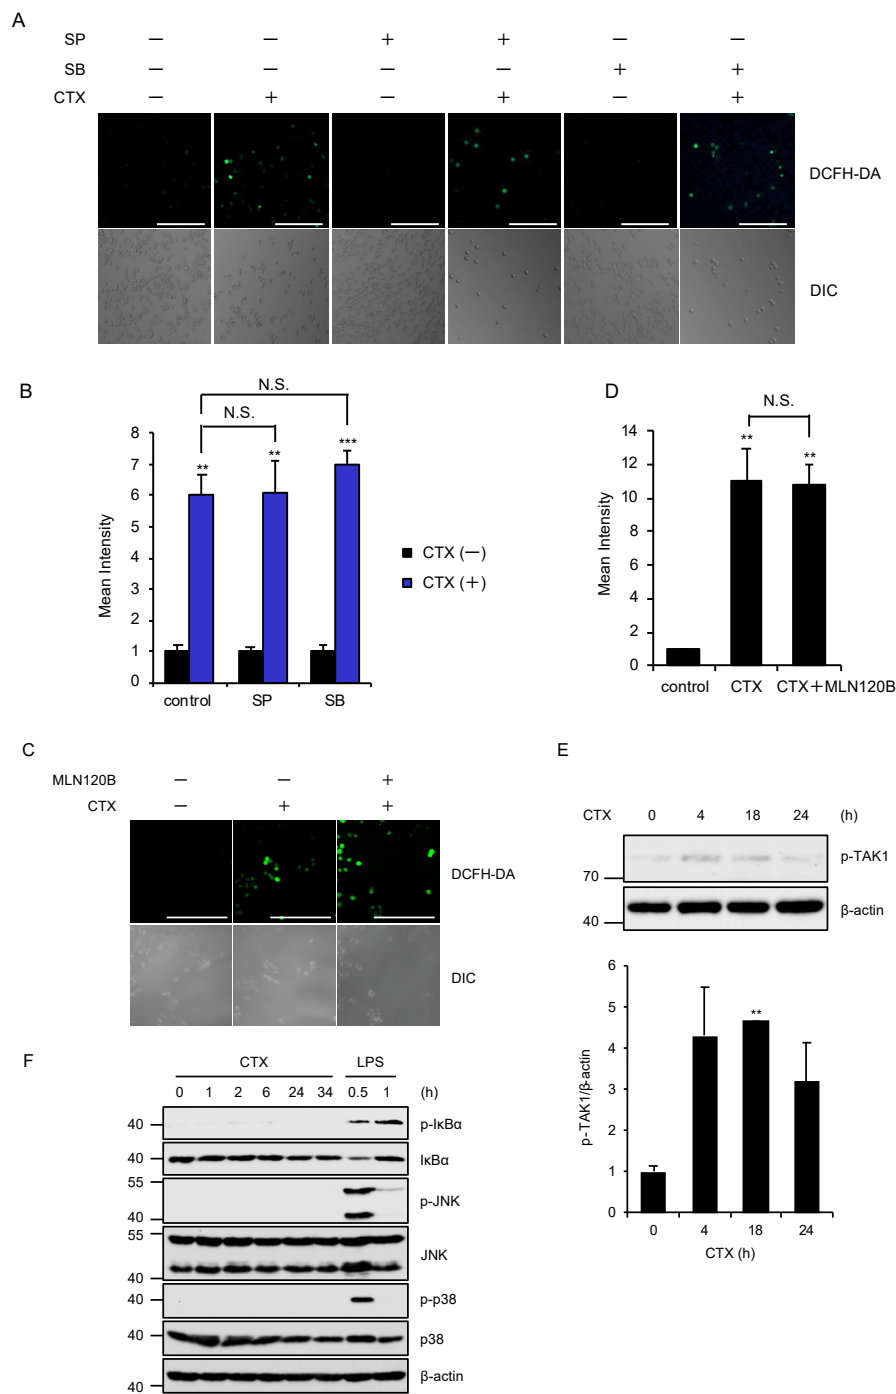 A
SP — — + + — —
SB — — — — + +
CTX — + — + — +
DCFH-DA
DIC
B
N.S.
N.S.
8
7
6
5
4
3
2
1
0
Mean Intensity
** ** ***
control SP SB
CTX (—)
CTX (+)
D
N.S.
14
12
10
8
6
4
2
0
Mean Intensity
** **
control CTX CTX+MLN120B
C
MLN120B — — +
CTX — + +
DCFH-DA
DIC
E
CTX 0 4 18 24 (h)
p-TAK1
70
β-actin
40
6
5
4
3
2
1
0
p-TAK1/β-actin
**
0 4 18 24
CTX (h)
F
CTX LPS
0 1 2 6 24 34 0.5 1 (h)
40 p-IκBα
40 IκBα
55
p-JNK
40
55
JNK
40
40 p-p38
40 p38
β-actin
40